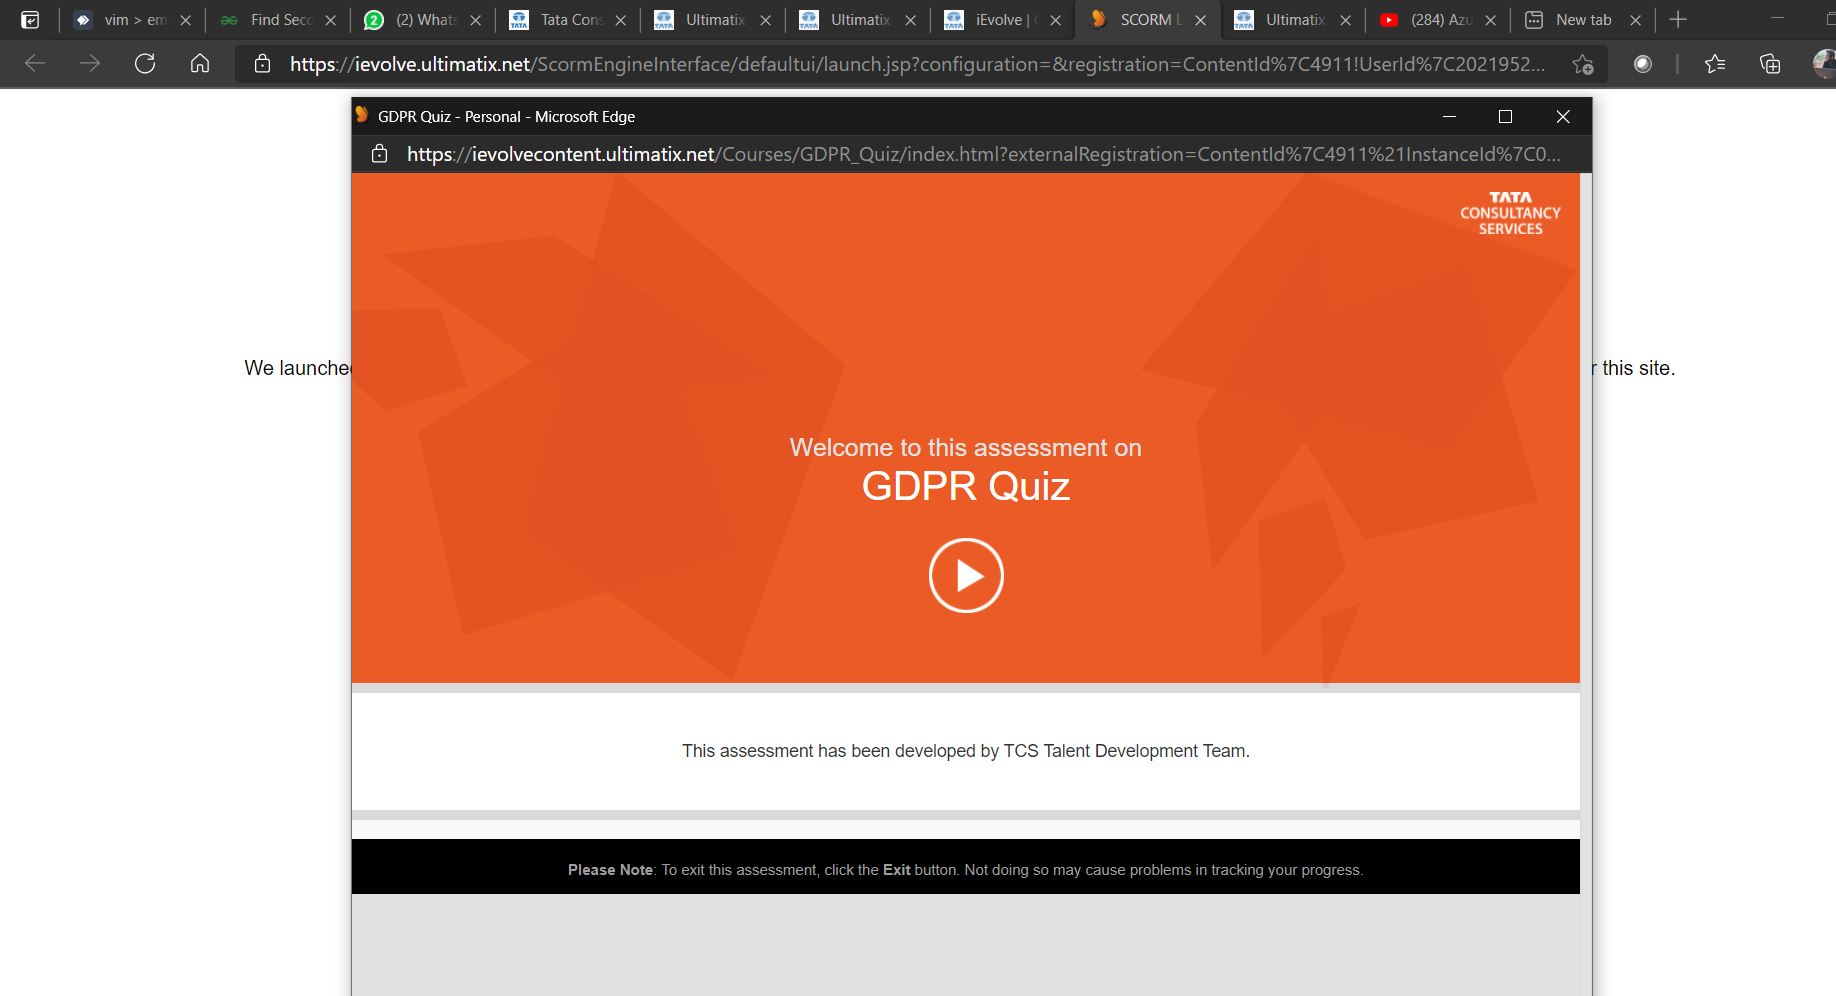 vim > em
Find Seco
(2) Whats
Tata Cons
Ultimatix
Ultimatix
iEvolve | C
SCORM L
Ultimatix
(284) Azu
New tab
https://ievolve.ultimatix.net/ScormEngineInterface/defaultui/launch.jsp?configuration=&registration=ContentId%7C4911!UserId%7C2021952...
GDPR Quiz - Personal - Microsoft Edge
https://ievolvecontent.ultimatix.net/Courses/GDPR_Quiz/index.html?externalRegistration=ContentId%7C4911%21InstanceId%7C0...
TATA
CONSULTANCY
SERVICES
We launched
r this site.
Welcome to this assessment on
GDPR Quiz
This assessment has been developed by TCS Talent Development Team.
Please Note: To exit this assessment, click the Exit button. Not doing so may cause problems in tracking your progress.